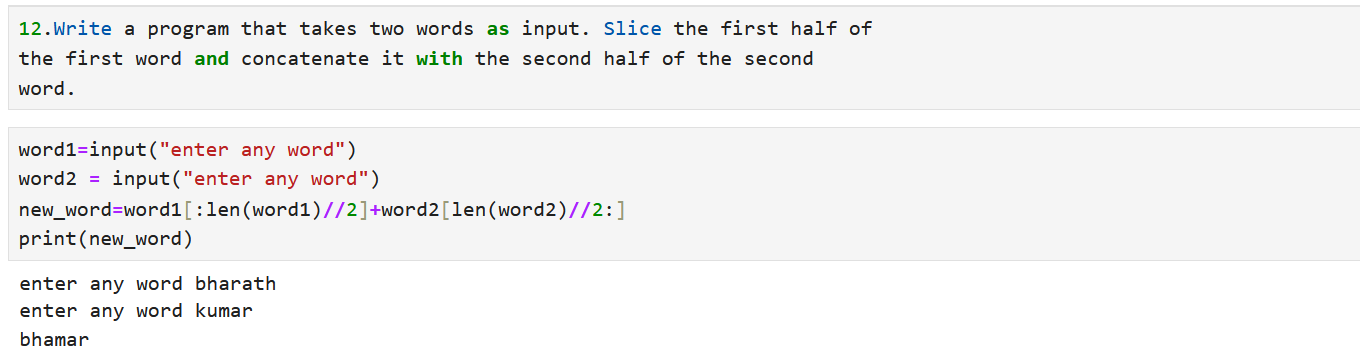 12.Write a program that takes two words as input. Slice the first half of
the first word and concatenate it with the second half of the second
word.
word1=input("enter any word")
word2 = input("enter any word")
new_word=word1[:len(word1)//2]+word2[len(word2)//2:]
print(new_word)
enter any word bharath
enter any word kumar
bhamar